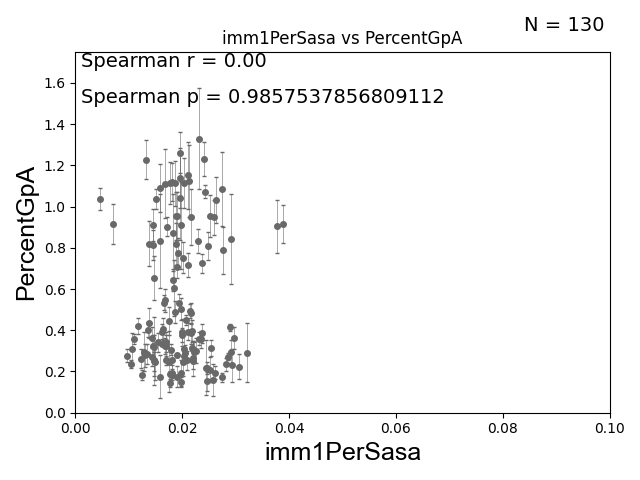 N = 130
imm1PerSasa vs PercentGpA
Spearman r = 0.00
Spearman p = 0.9857537856809112
PercentGpA
1.6
1.4
1.2
1.0
0.8
0.6
0.4
0.2
0.0
0.00 0.02 0.04 0.06 0.08 0.10
imm1PerSasa